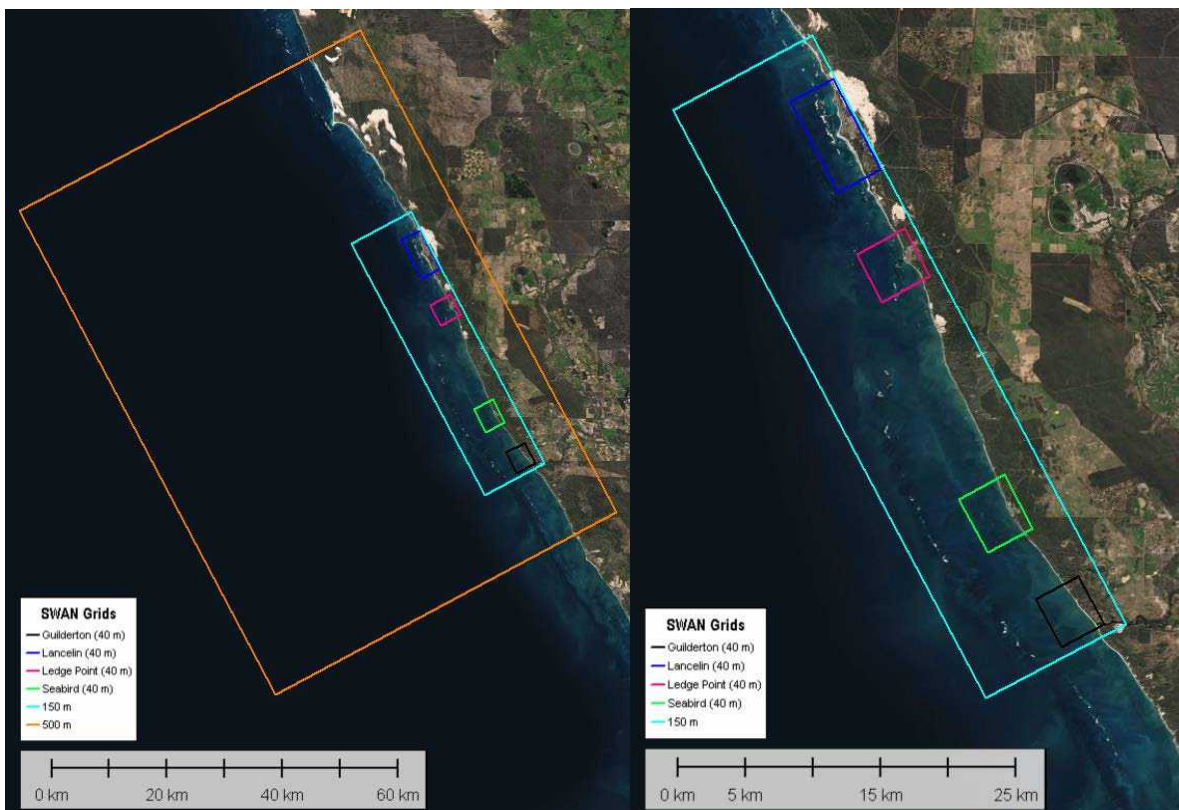 SWAN Grids
Guilderton (40 m)
Lancelin (40 m)
Ledge Point (40 m)
Seabird (40 m)
150 m
500 m
0 km 20 km 40 km 60 km
SWAN Grids
Guilderton (40 m)
Lancelin (40 m)
Ledge Point (40 m)
Seabird (40 m)
150 m
0 km 5 km 15 km 25 km